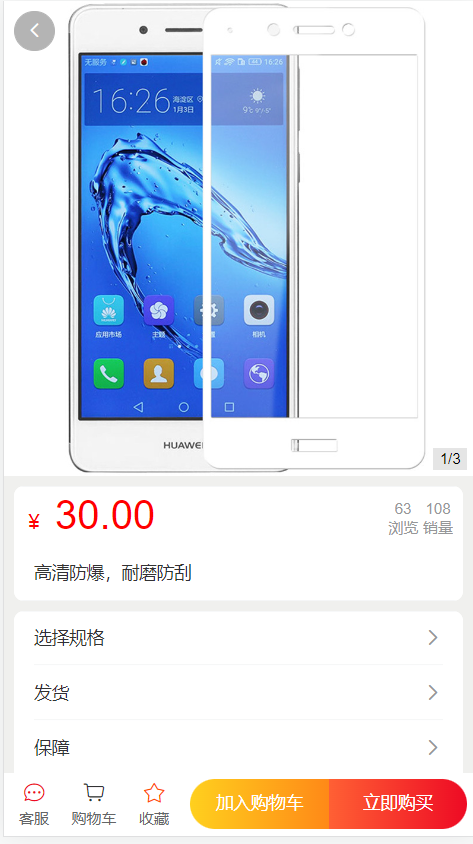 无服务 16:26
16:26 海淀区
1月3日
9°C 9°/-5°
应用市场 主题 相机
HUAWEI
1/3
¥ 30.00
63 108
浏览 销量
高清防爆，耐磨防刮
选择规格
发货
保障
客服 购物车 收藏 加入购物车 立即购买